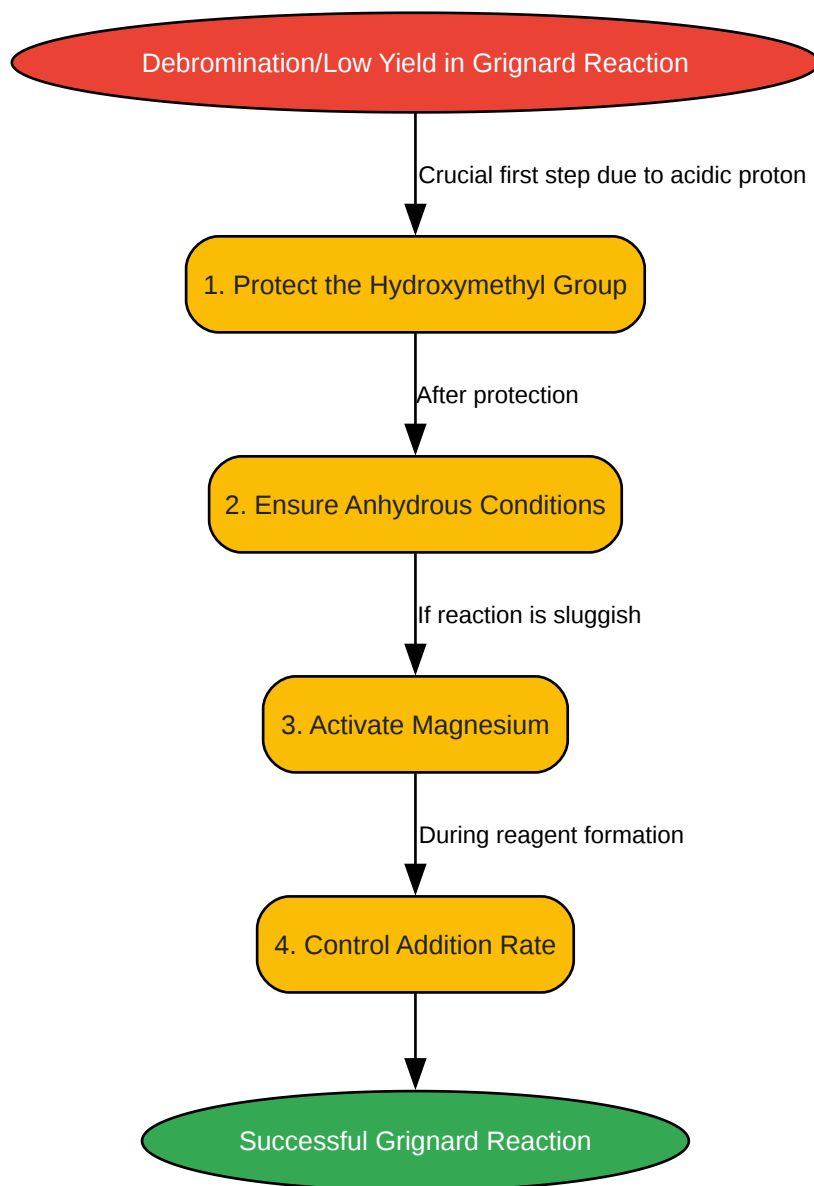 Debromination/Low Yield in Grignard Reaction
Crucial first step due to acidic proton
1. Protect the Hydroxymethyl Group
After protection
2. Ensure Anhydrous Conditions
If reaction is sluggish
3. Activate Magnesium
During reagent formation
4. Control Addition Rate
Successful Grignard Reaction